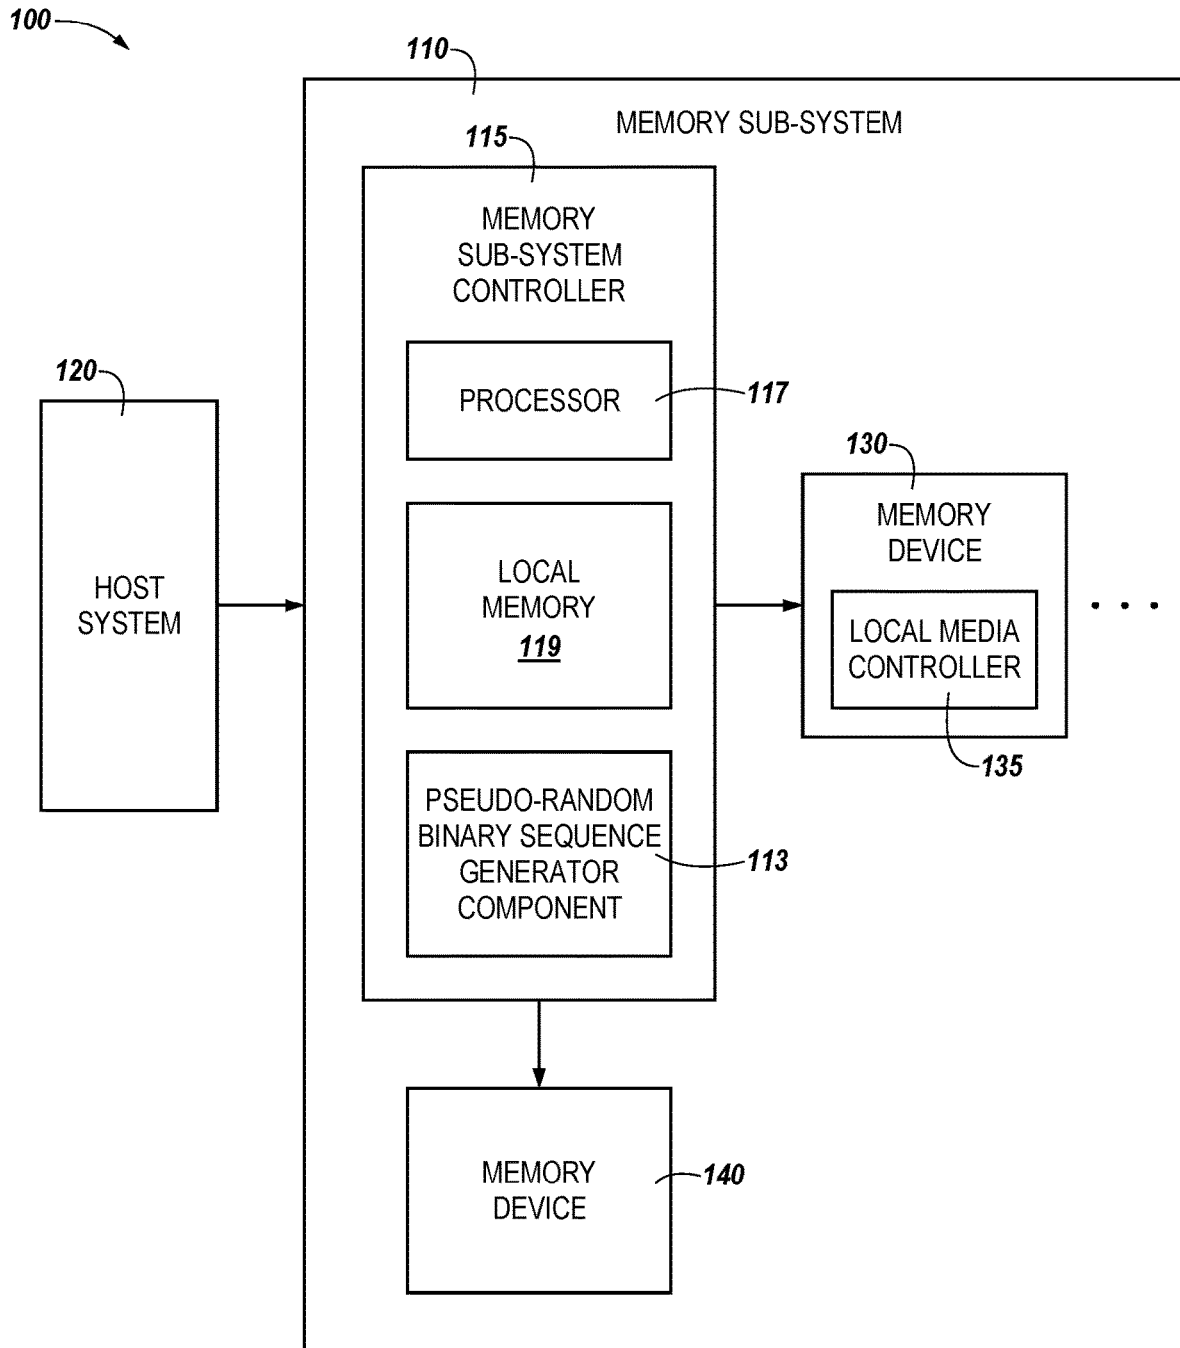 100
110
MEMORY SUB-SYSTEM
115
MEMORY
SUB-SYSTEM
CONTROLLER
120
PROCESSOR
117
130
MEMORY
DEVICE
HOST
SYSTEM
LOCAL
MEMORY
119
LOCAL MEDIA
CONTROLLER
135
PSEUDO-RANDOM
BINARY SEQUENCE
GENERATOR
COMPONENT
113
MEMORY
DEVICE
140